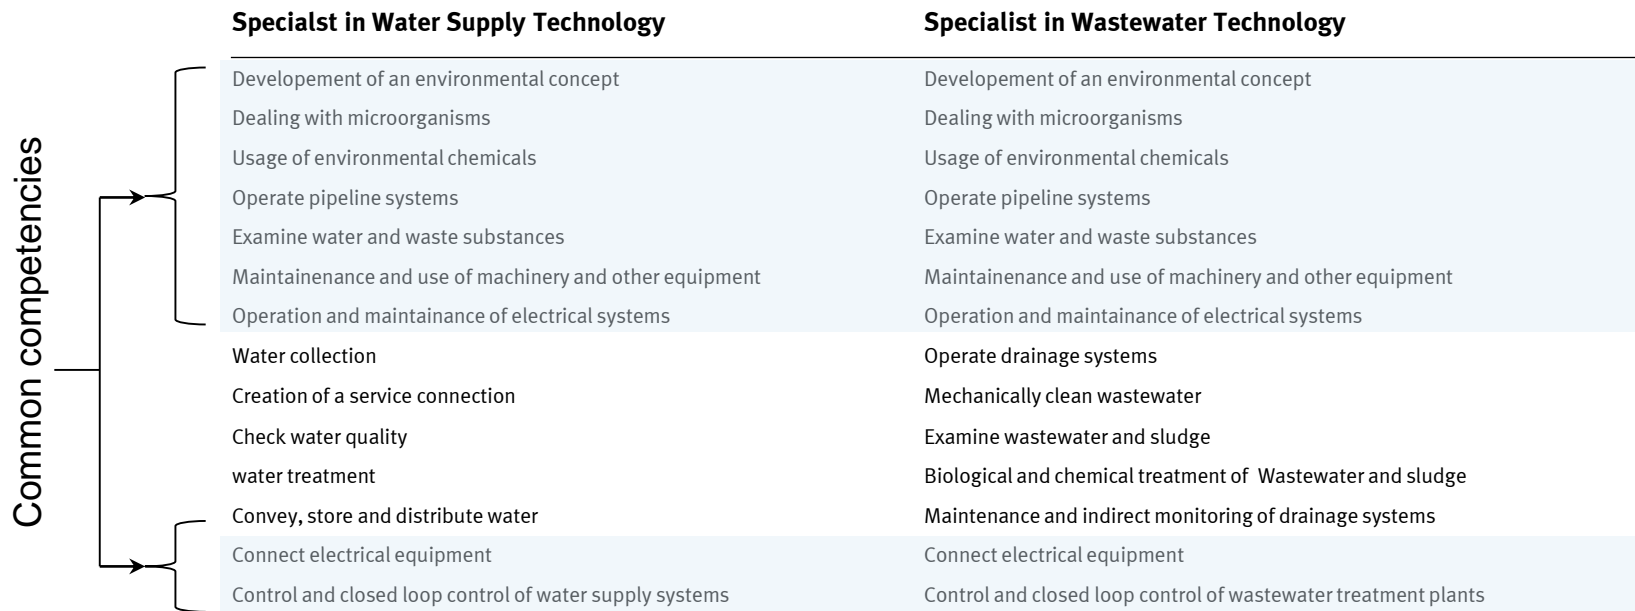 Specialst in Water Supply Technology Specialist in Wastewater Technology
Common competencies
Developement of an environmental concept Developement of an environmental concept
Dealing with microorganisms Dealing with microorganisms
Usage of environmental chemicals Usage of environmental chemicals
Operate pipeline systems Operate pipeline systems
Examine water and waste substances Examine water and waste substances
Maintainenance and use of machinery and other equipment Maintainenance and use of machinery and other equipment
Operation and maintainance of electrical systems Operation and maintainance of electrical systems
Water collection Operate drainage systems
Creation of a service connection Mechanically clean wastewater
Check water quality Examine wastewater and sludge
water treatment Biological and chemical treatment of Wastewater and sludge
Convey, store and distribute water Maintenance and indirect monitoring of drainage systems
Connect electrical equipment Connect electrical equipment
Control and closed loop control of water supply systems Control and closed loop control of wastewater treatment plants